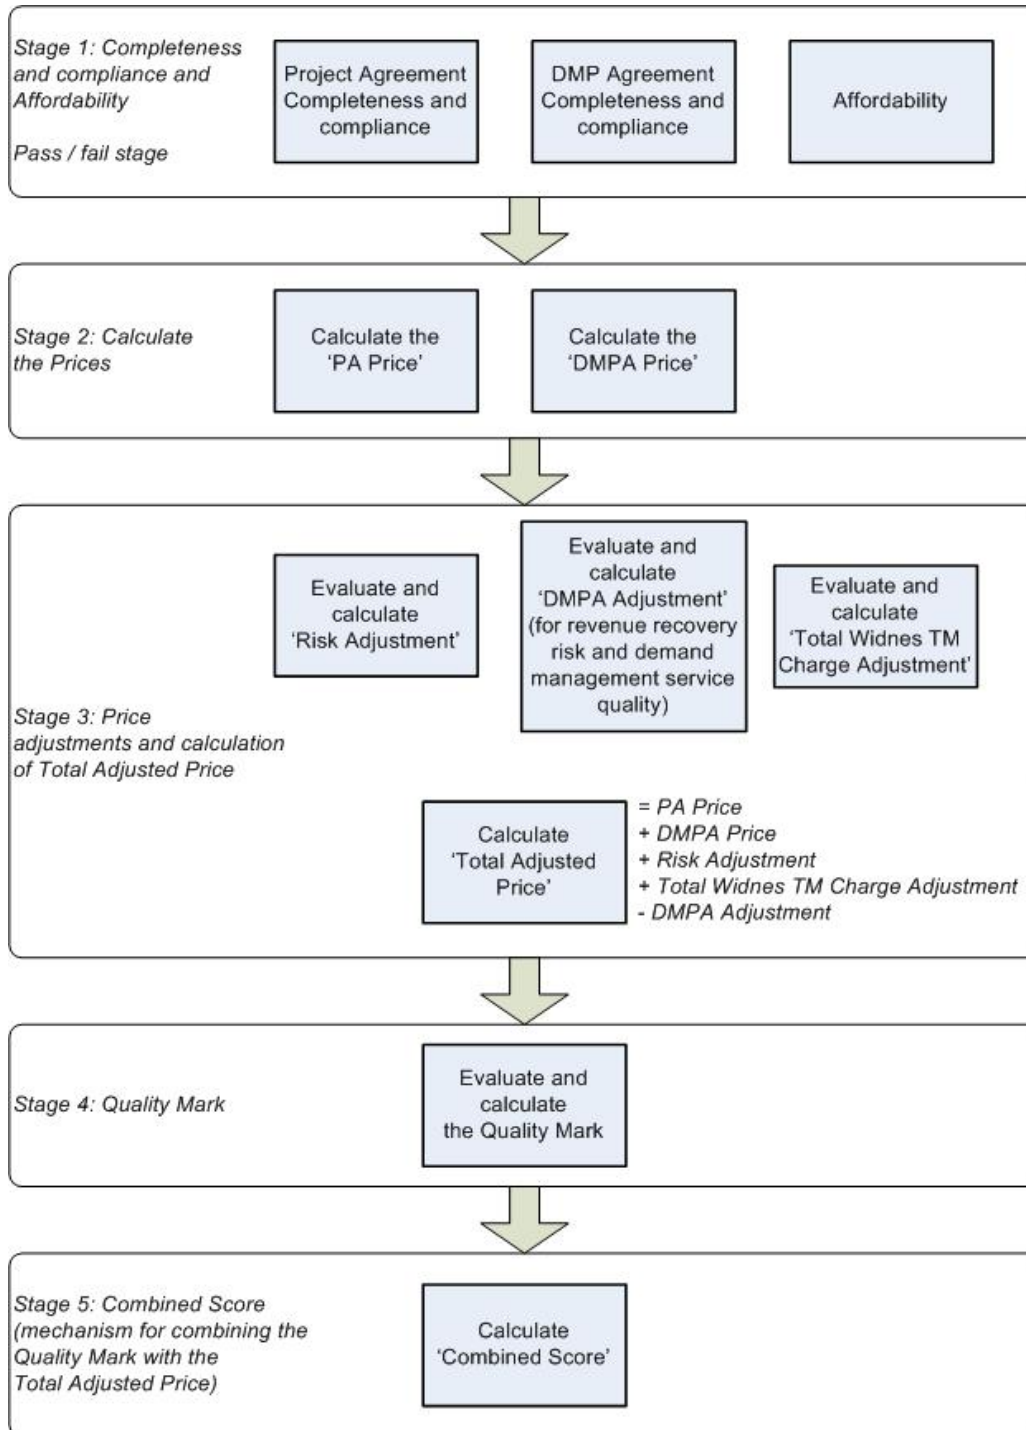 Stage 1: Completeness
and compliance and
Affordability
Pass / fail stage
Project Agreement
Completeness and
compliance
DMP Agreement
Completeness and
compliance
Affordability
Stage 2: Calculate
the Prices
Calculate the
‘PA Price’
Calculate the
‘DMPA Price’
Stage 3: Price
adjustments and calculation
of Total Adjusted Price
Evaluate and
calculate
‘Risk Adjustment’
Evaluate and
calculate
‘DMPA Adjustment’
(for revenue recovery
risk and demand
management service
quality)
Evaluate and
calculate
‘Total Widnes TM
Charge Adjustment’
Calculate
‘Total Adjusted
Price’
= PA Price
+ DMPA Price
+ Risk Adjustment
+ Total Widnes TM Charge Adjustment
- DMPA Adjustment
Stage 4: Quality Mark
Evaluate and
calculate
the Quality Mark
Stage 5: Combined Score
(mechanism for combining the
Quality Mark with the
Total Adjusted Price)
Calculate
‘Combined Score’